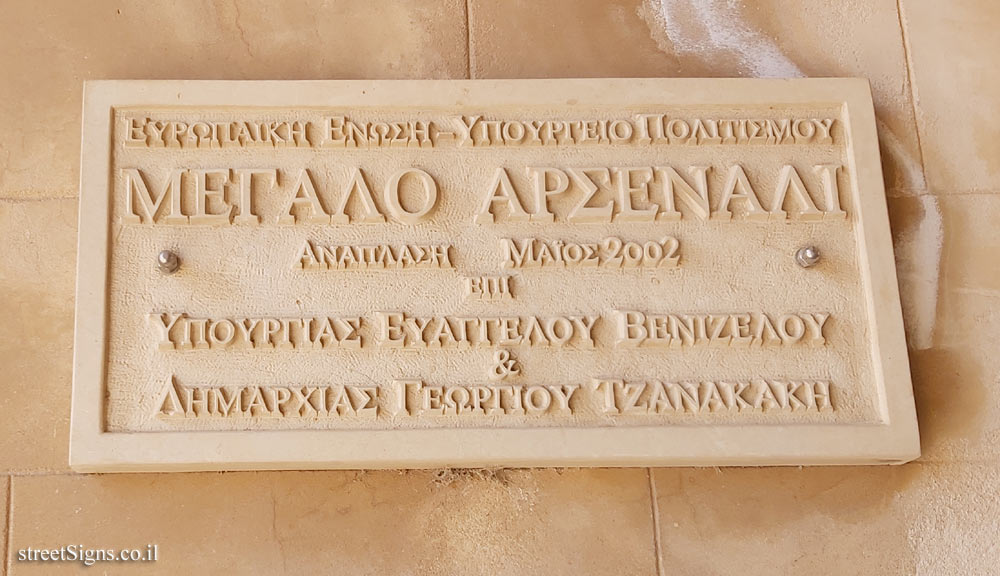 ΕΥΡΩΠΑΙΚΗ ΕΝΩΣΗ – ΥΠΟΥΡΓΕΙΟ ΠΟΛΙΤΙΣΜΟΥ
ΜΕΓΑΛΟ ΑΡΣΕΝΑΛΙ
ΑΝΑΠΛΑΣΗ ΜΑΪΟΣ 2002
ΕΠΙ
ΥΠΟΥΡΓΙΑΣ ΕΥΑΓΓΕΛΟΥ ΒΕΝΙΖΕΛΟΥ
&
ΔΗΜΑΡΧΙΑΣ ΓΕΩΡΓΙΟΥ ΤΖΑΝΑΚΑΚΗ
streetSigns.co.il